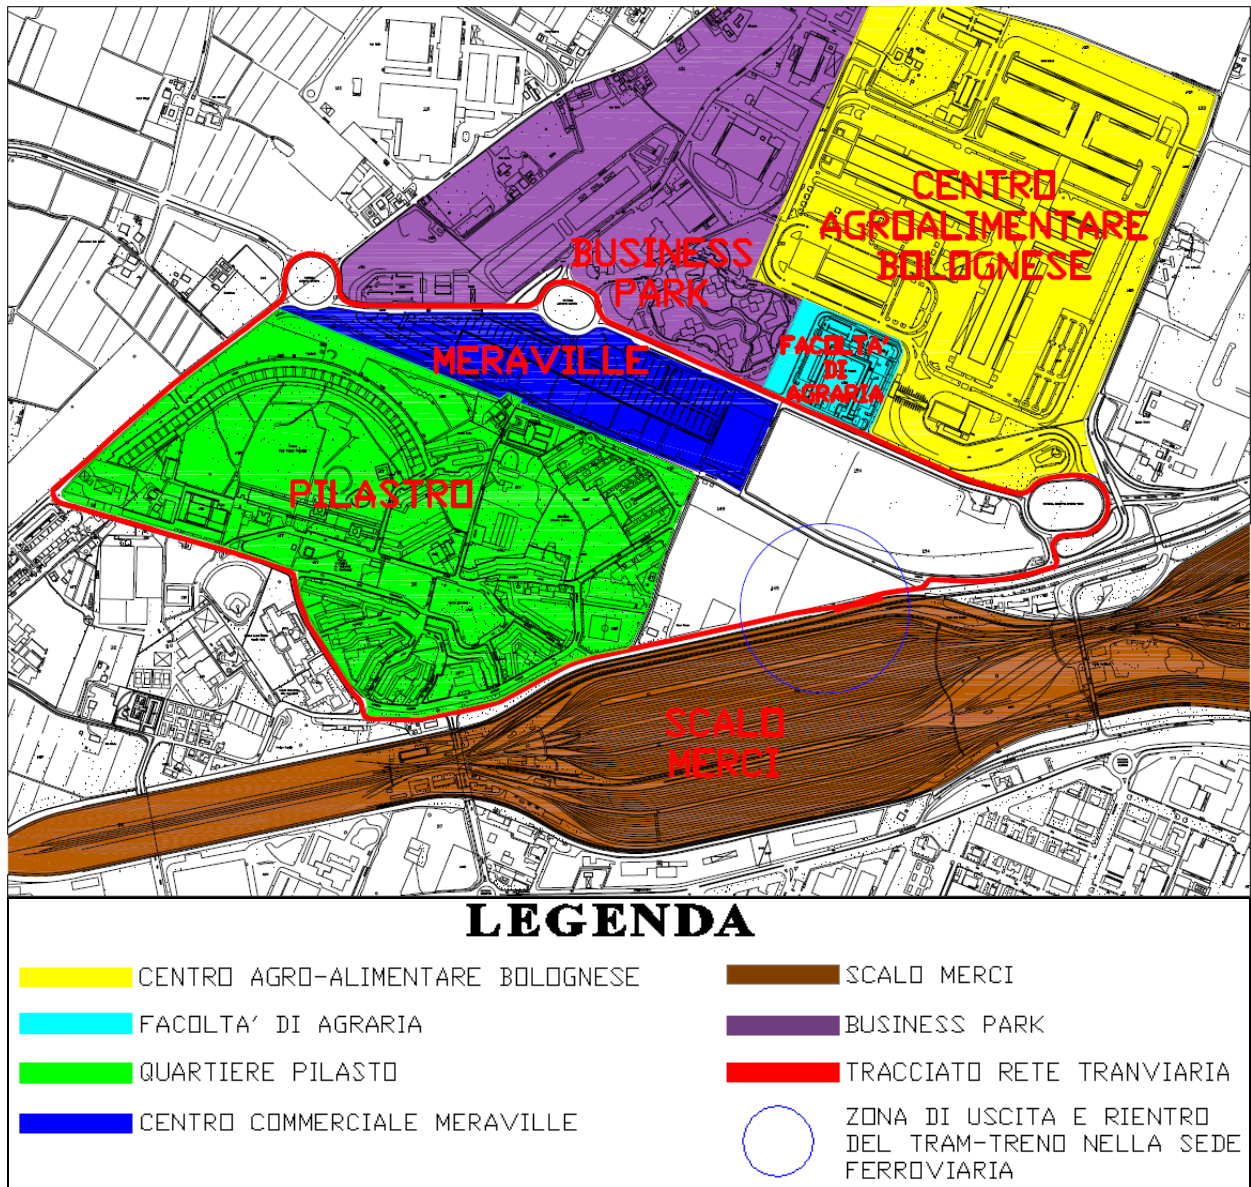 CENTRO
AGROALIMENTARE
BOLOGNESE
BUSINESS
PARK
MERAVILLE
FACOLTA'
DI
AGRARIA
PILASTRO
SCALO
MERCI
LEGENDA
CENTRO AGRO-ALIMENTARE BOLOGNESE
FACOLTA' DI AGRARIA
QUARTIERE PILASTO
CENTRO COMMERCIALE MERAVILLE
SCALO MERCI
BUSINESS PARK
TRACCIATO RETE TRANVIARIA
ZONA DI USCITA E RIENTRO
DEL TRAM-TRENO NELLA SEDE
FERROVIARIA